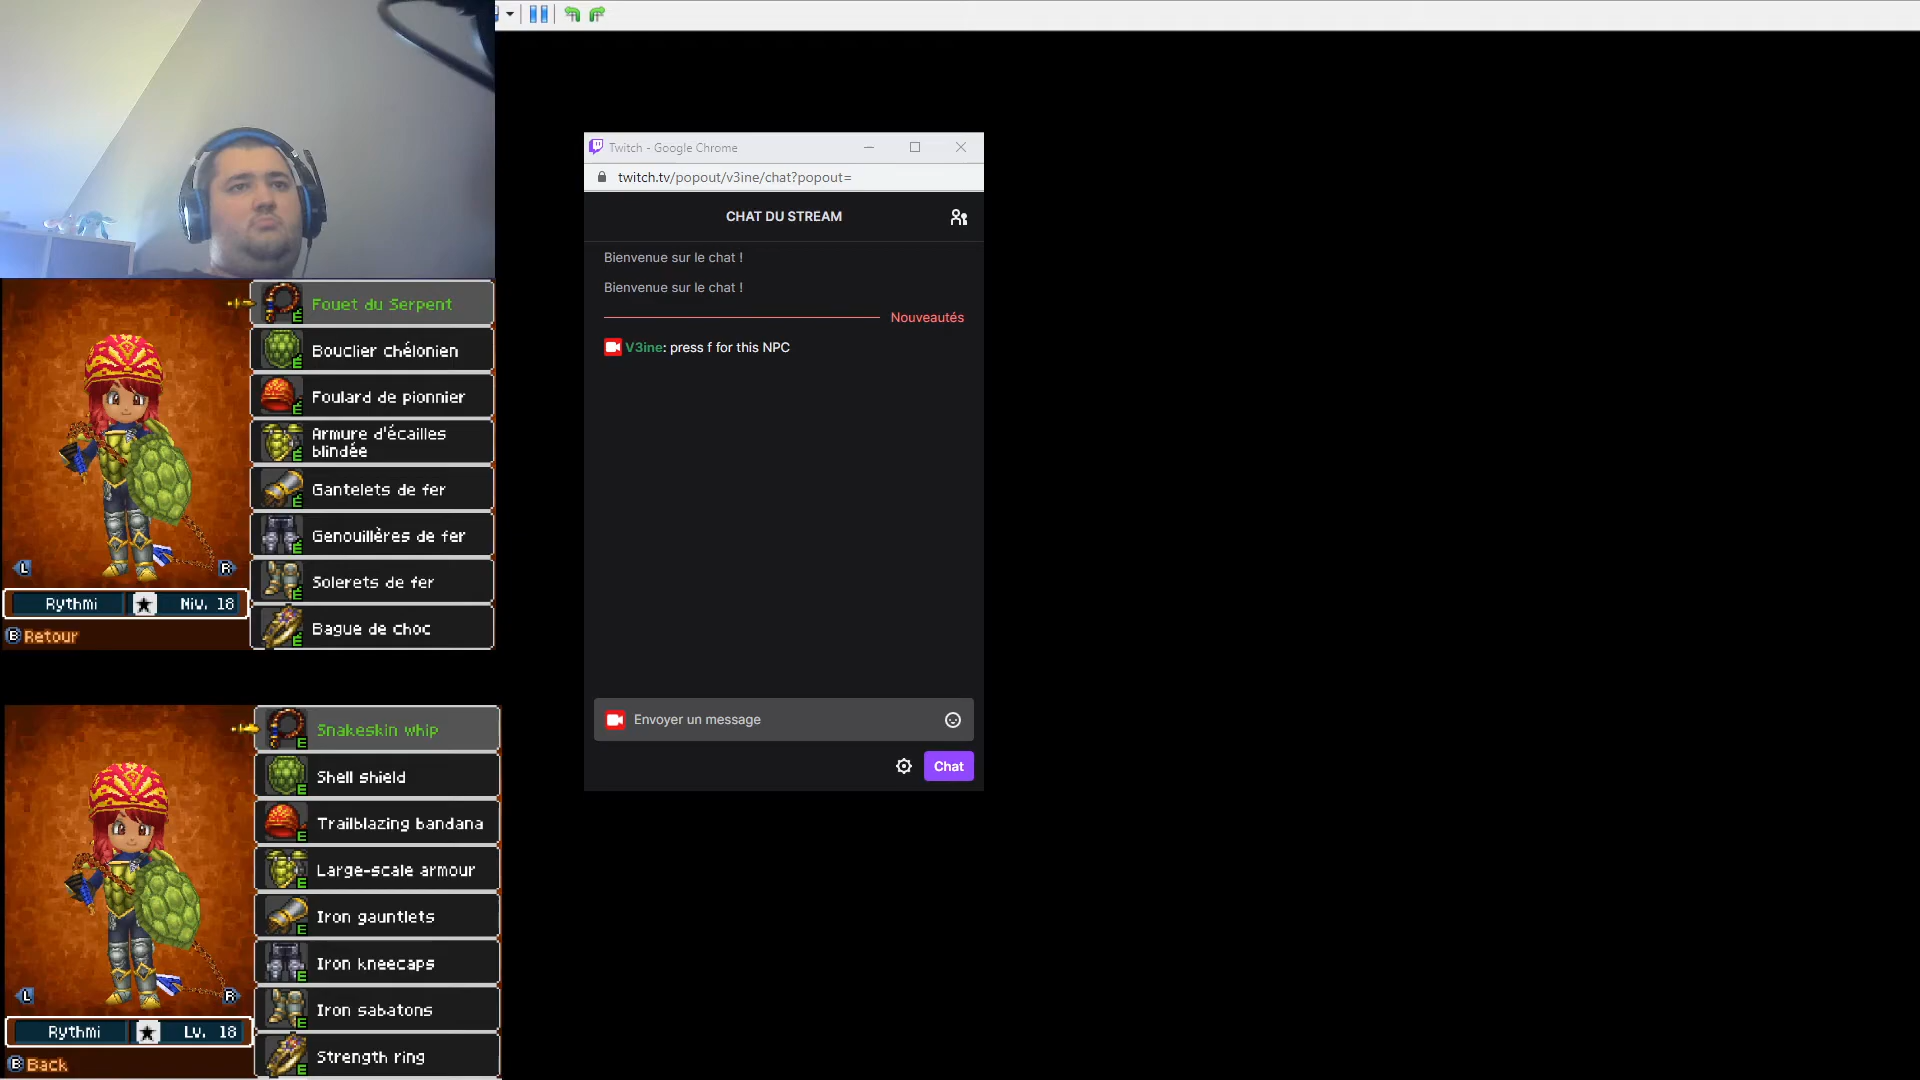 Twitch - Google Chrome
twitch.tv/popout/v3ine/chat?popout=
CHAT DU STREAM
Bienvenue sur le chat !
Bienvenue sur le chat !
Nouveautés
V3ine: press f for this NPC
Envoyer un message
Chat
Fouet du Serpent
É
Bouclier chélonien
É
Foulard de pionnier
É
Armure d'écailles
blindée
É
Gantelets de fer
É
Genouillères de fer
É
Solerets de fer
É
Bague de choc
É
L
R
Rythmi
Niv. 18
B Retour
Snakeskin whip
E
Shell shield
E
Trailblazing bandana
E
Large-scale armour
E
Iron gauntlets
E
Iron kneecaps
E
Iron sabatons
E
Strength ring
E
L
R
Rythmi
Lv. 18
B Back